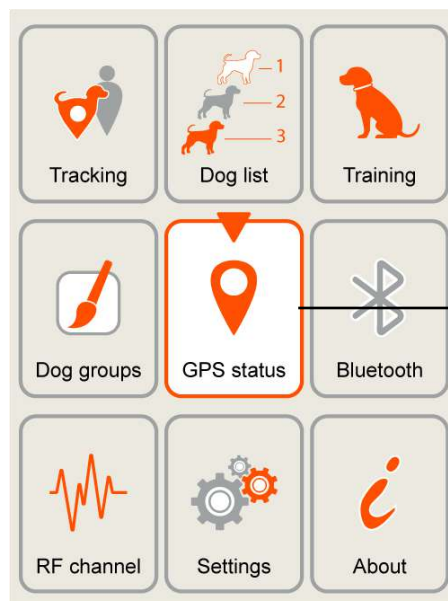 1
2
3
Tracking
Dog list
Training
Dog groups
GPS status
Bluetooth
RF channel
Settings
About